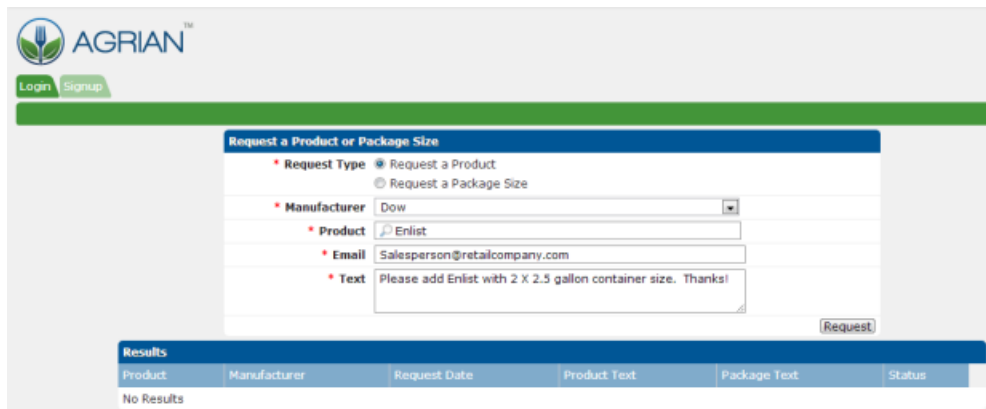 AGRIAN™
Login Signup
Request a Product or Package Size
* Request Type Request a Product
Request a Package Size
* Manufacturer Dow
* Product Enlist
* Email Salesperson@retailcompany.com
* Text Please add Enlist with 2 X 2.5 gallon container size. Thanks!
Request
Results
Product Manufacturer Request Date Product Text Package Text Status
No Results